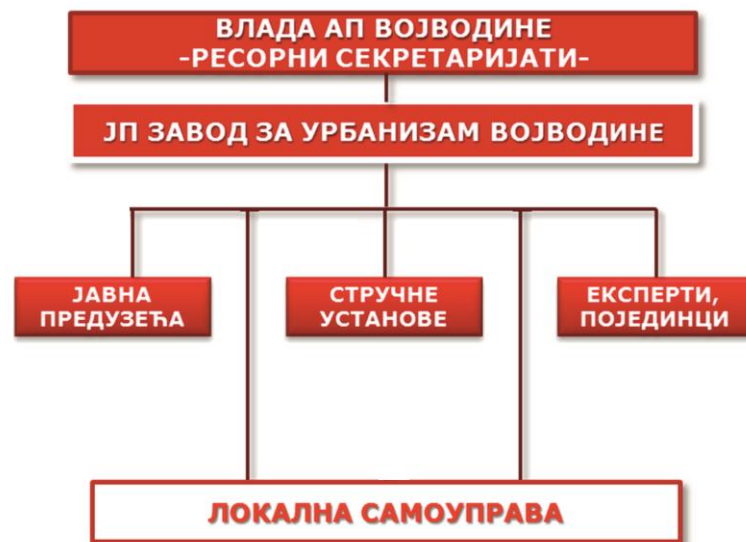 ВЛАДА АП ВОЈВОДИНЕ
-РЕСОРНИ СЕКРЕТАРИЈАТИ-
ЈП ЗАВОД ЗА УРБАНИЗАМ ВОЈВОДИНЕ
ЈАВНА
ПРЕДУЗЕЋА
СТРУЧНЕ
УСТАНОВЕ
ЕКСПЕРТИ,
ПОЈЕДИНЦИ
ЛОКАЛНА САМОУПРАВА